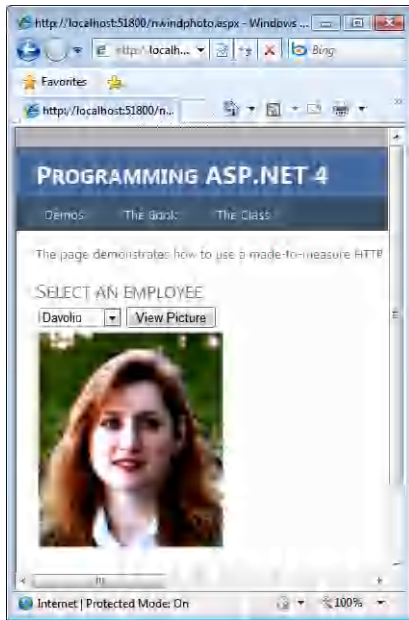 http://localhost:51800/nwindphoto.aspx - Windows ...
http://localh...
Bing
Favorites
http://localhost:51800/n...
PROGRAMMING ASP.NET 4
Demos The Book The Class
The page demonstrates how to use a made-to-measure HTTP
SELECT AN EMPLOYEE
Davolio View Picture
Internet | Protected Mode: On 100%